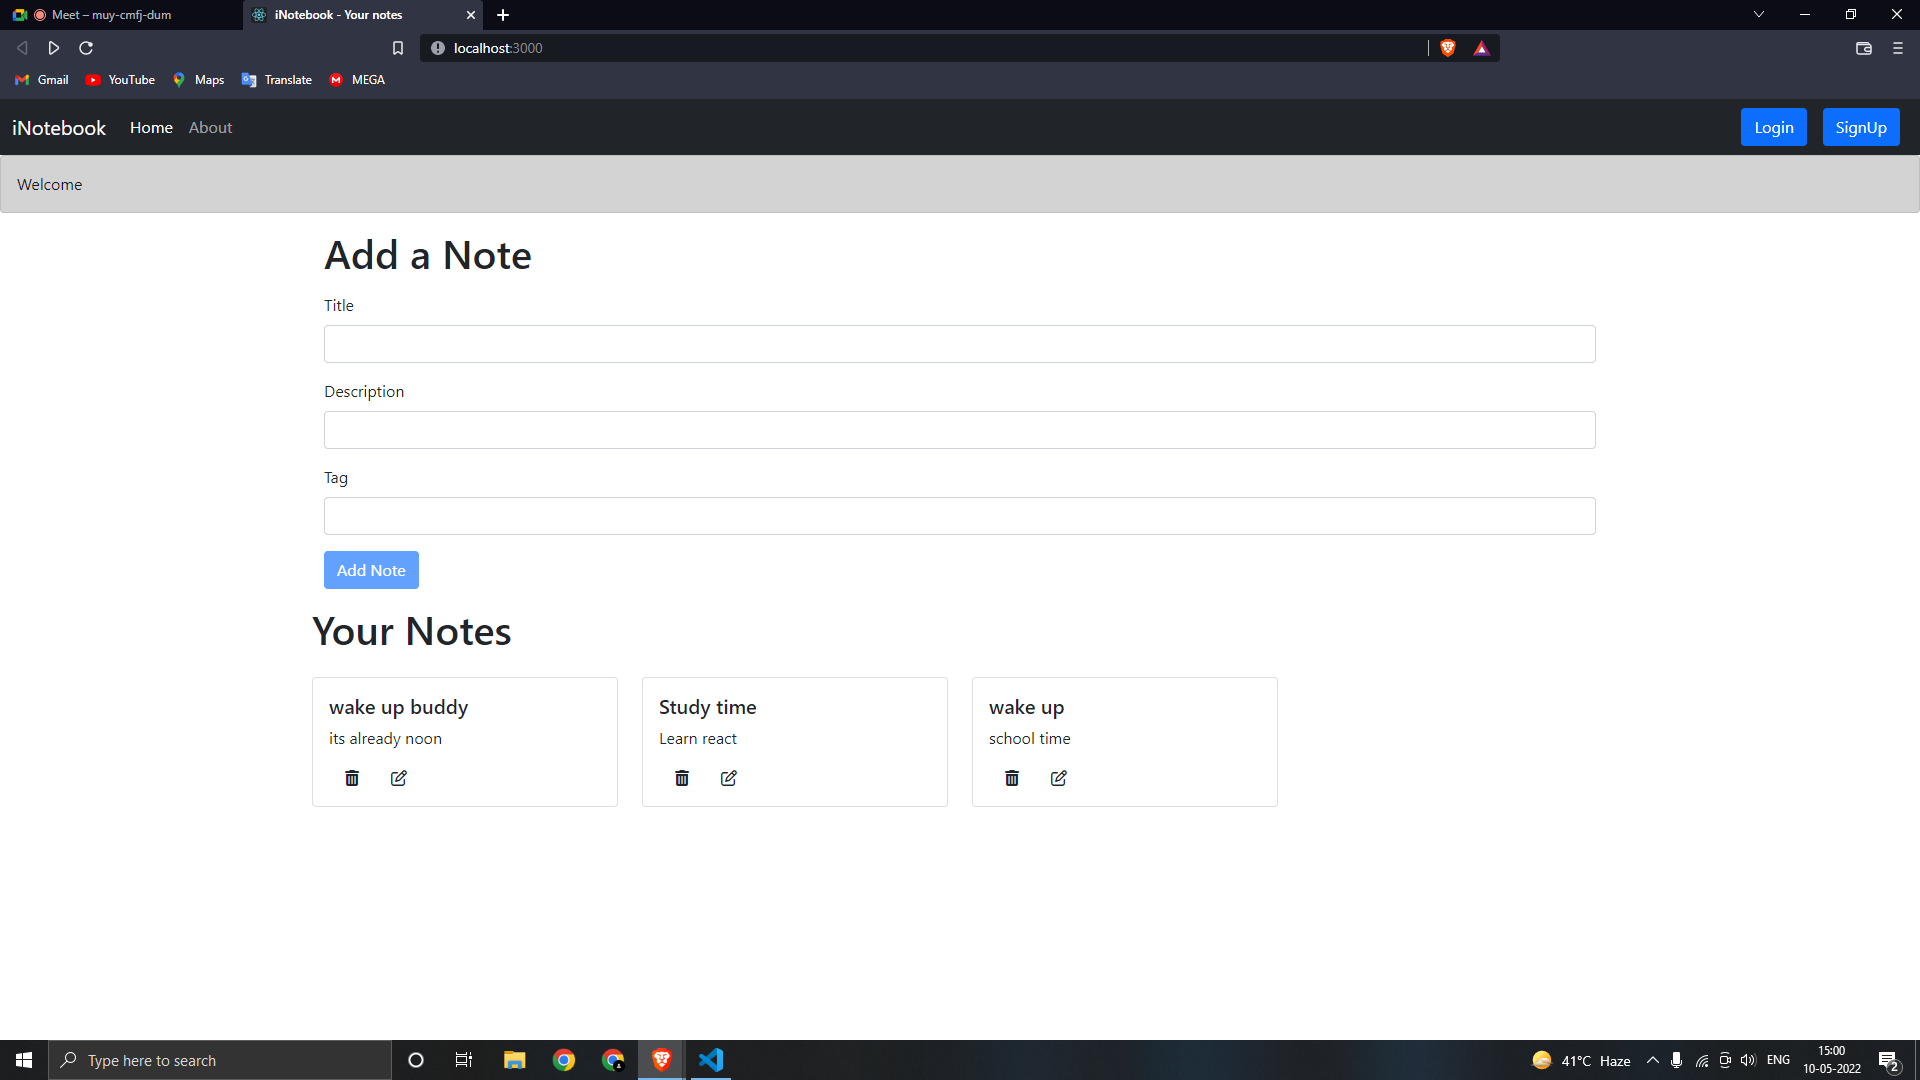 Meet – muy-cmfj-dum
iNotebook - Your notes
localhost:3000
Gmail YouTube Maps Translate MEGA
iNotebook Home About Login SignUp
Welcome
Add a Note
Title
Description
Tag
Add Note
Your Notes
wake up buddy
its already noon
Study time
Learn react
wake up
school time
Type here to search
41°C Haze
ENG
15:00
10-05-2022
2